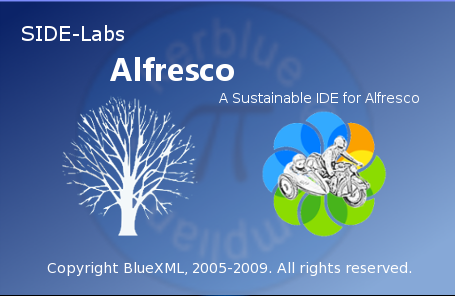 SIDE-Labs
Alfresco
A Sustainable IDE for Alfresco
Copyright BlueXML, 2005-2009. All rights reserved.